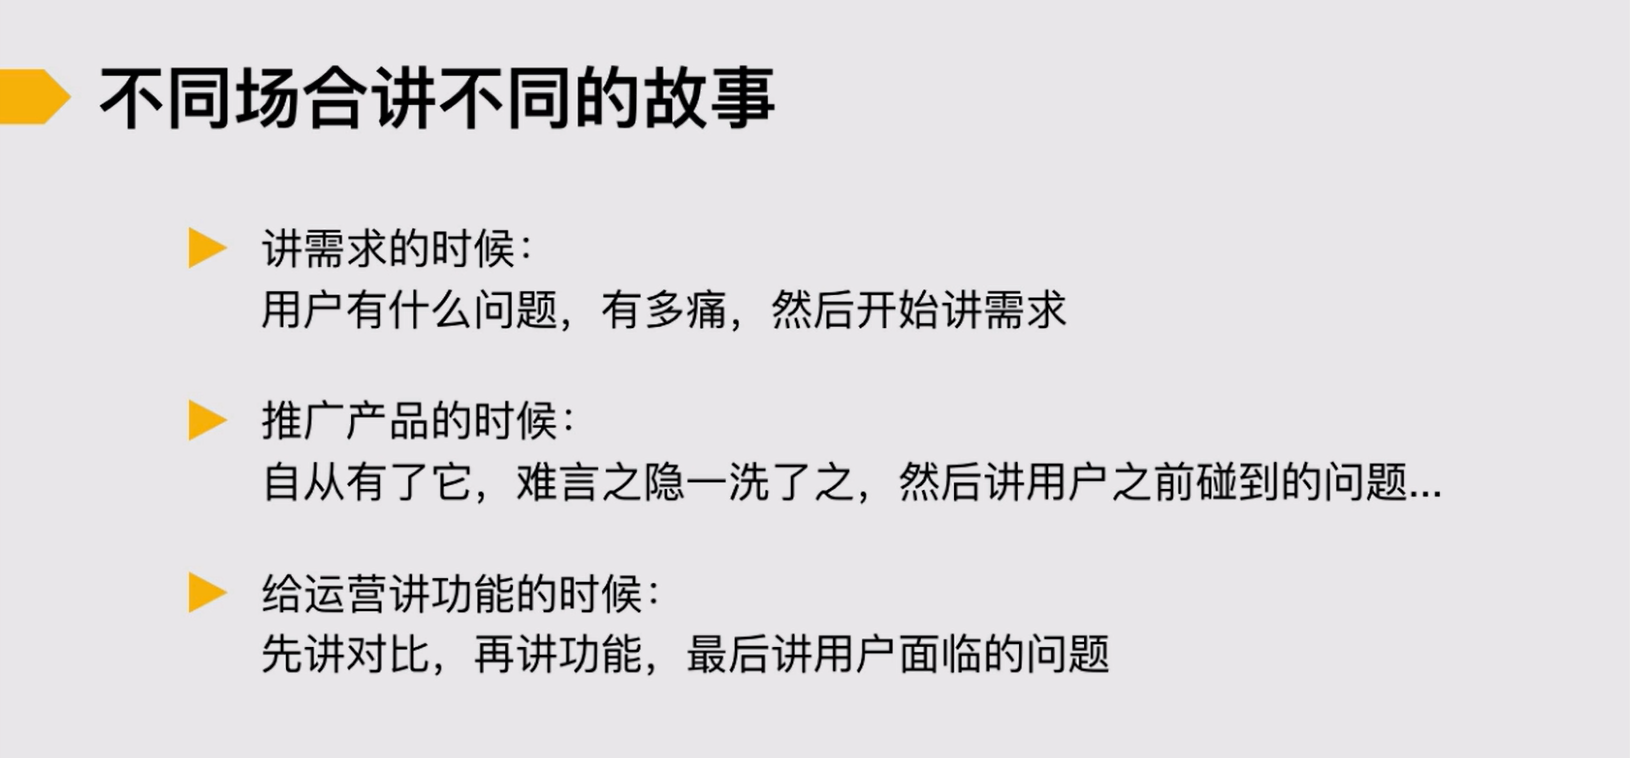 不同场合讲不同的故事
讲需求的时候：
用户有什么问题，有多痛，然后开始讲需求
推广产品的时候：
自从有了它，难言之隐一洗了之，然后讲用户之前碰到的问题...
给运营讲功能的时候：
先讲对比，再讲功能，最后讲用户面临的问题